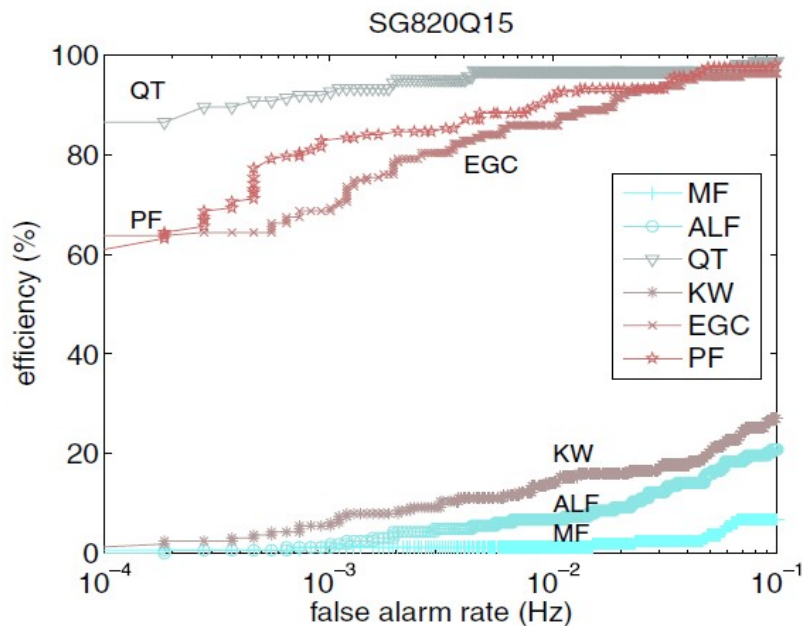 SG820Q15
100
80
60
40
20
0
efficiency (%)
QT
PF
EGC
KW
ALF
MF
MF
ALF
QT
KW
EGC
PF
10−4 10−3 10−2 10−1
false alarm rate (Hz)